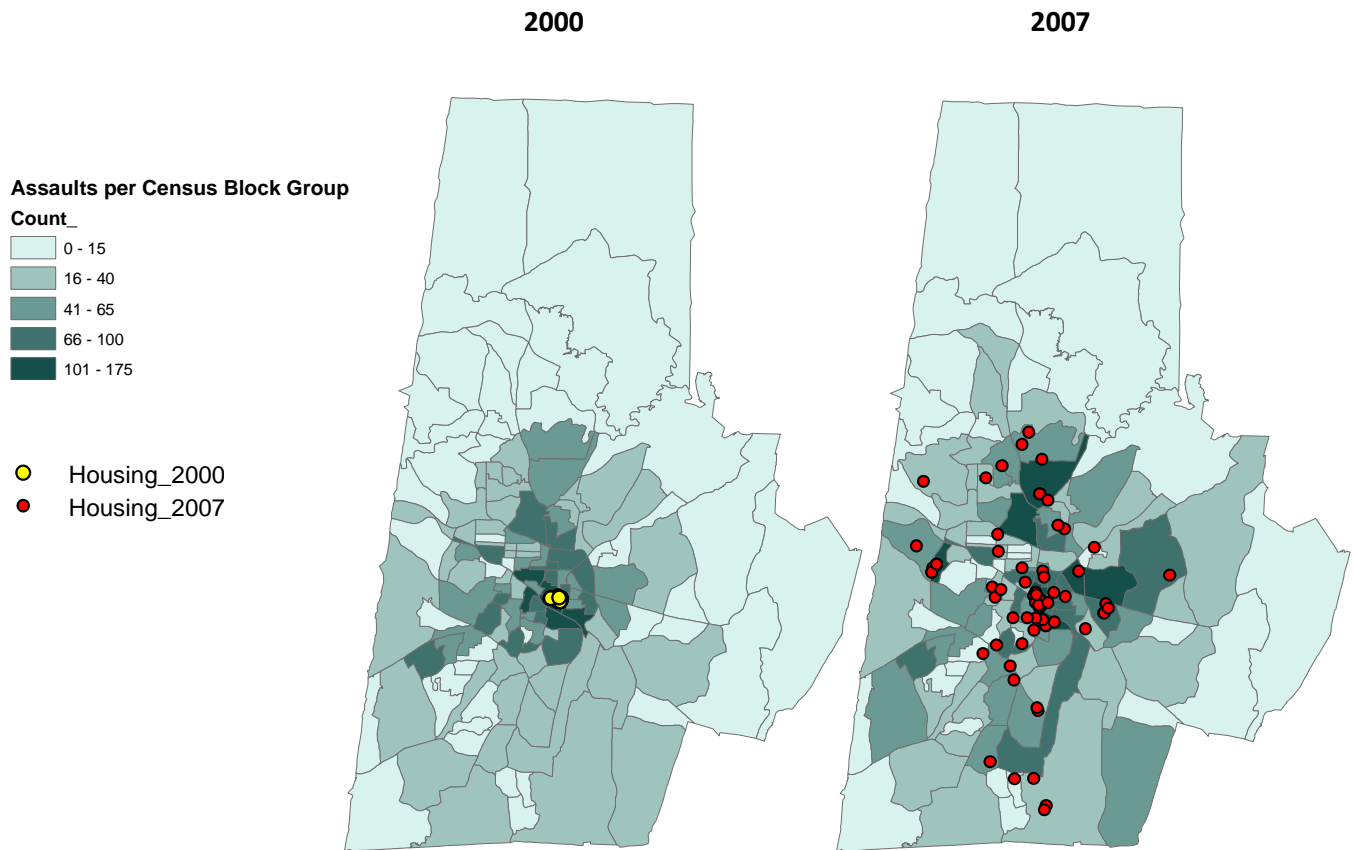 2000
2007
Assaults per Census Block Group
Count_
0 - 15
16 - 40
41 - 65
66 - 100
101 - 175
Housing_2000
Housing_2007